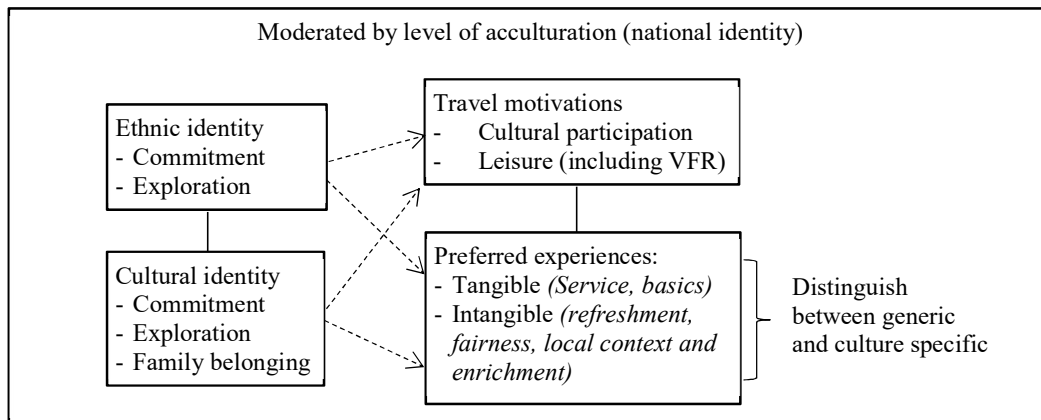 Moderated by level of acculturation (national identity)
Ethnic identity
- Commitment
- Exploration
Cultural identity
- Commitment
- Exploration
- Family belonging
Travel motivations
- Cultural participation
- Leisure (including VFR)
Preferred experiences:
- Tangible (Service, basics)
- Intangible (refreshment,
fairness, local context and
enrichment)
Distinguish
between generic
and culture specific